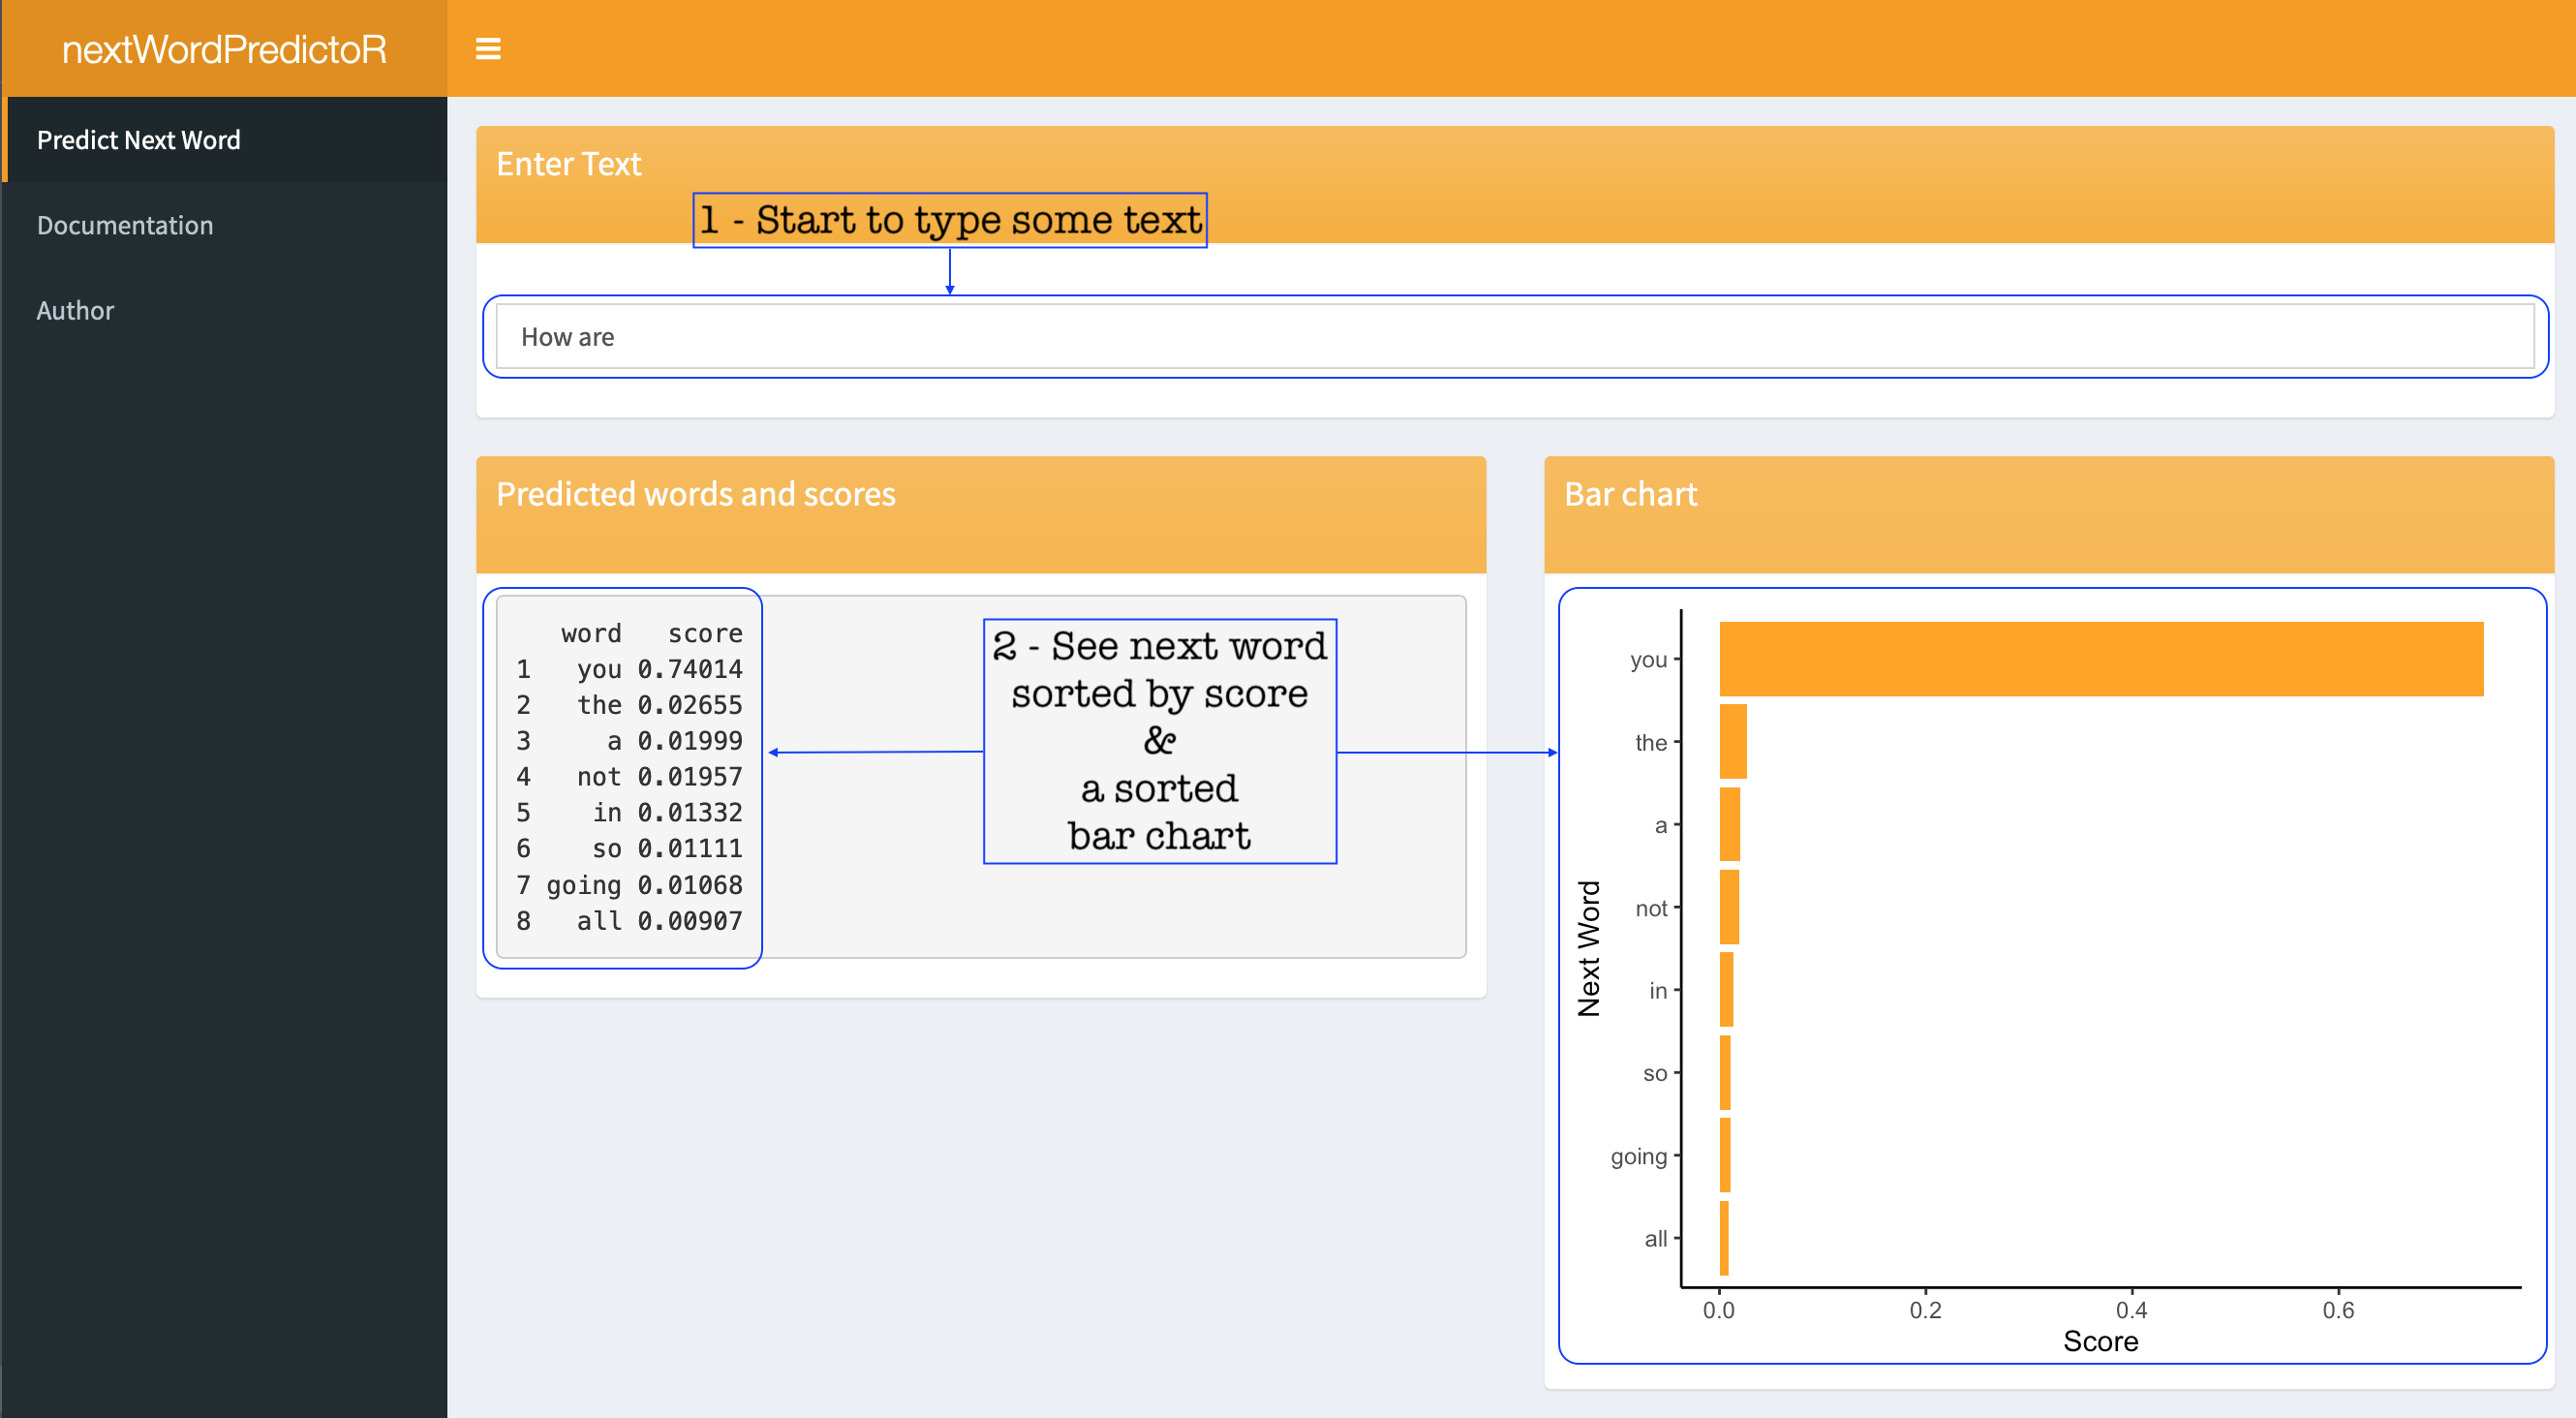 nextWordPredictoR
Predict Next Word
Documentation
Author
Enter Text
1 - Start to type some text
How are
Predicted words and scores
word score
1 you 0.74014
2 the 0.02655
3 a 0.01999
4 not 0.01957
5 in 0.01332
6 so 0.01111
7 going 0.01068
8 all 0.00907
2 - See next word
sorted by score
&
a sorted
bar chart
Bar chart
Next Word
you
the
a
not
in
so
going
all
0.0 0.2 0.4 0.6
Score